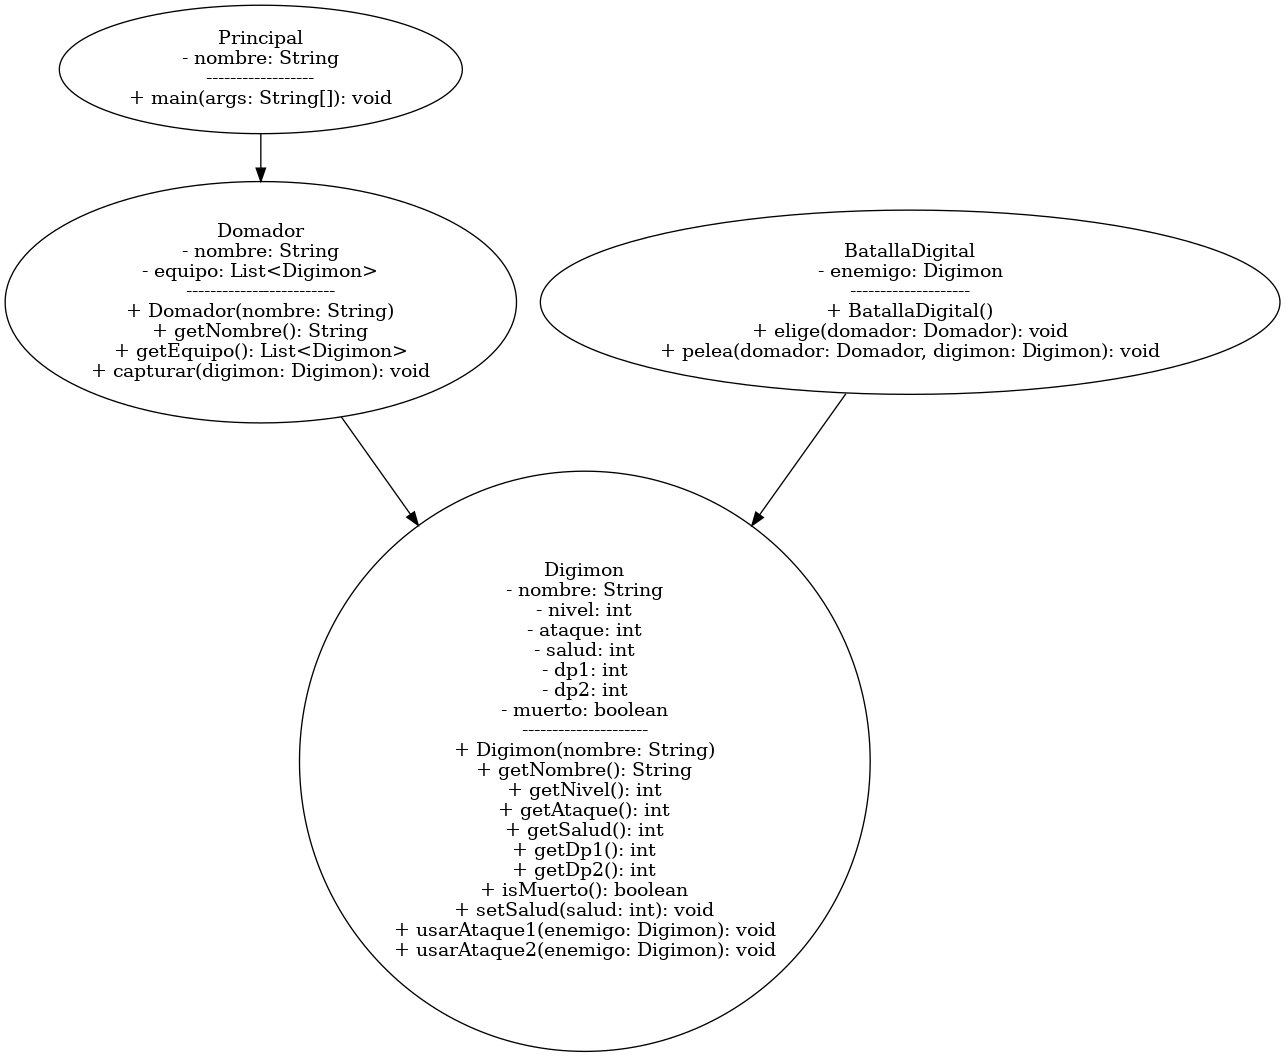 Principal
- nombre: String
------------------
+ main(args: String[]): void
Domador
- nombre: String
- equipo: List<Digimon>
-------------------------
+ Domador(nombre: String)
+ getNombre(): String
+ getEquipo(): List<Digimon>
+ capturar(digimon: Digimon): void
BatallaDigital
- enemigo: Digimon
--------------------
+ BatallaDigital()
+ elige(domador: Domador): void
+ pelea(domador: Domador, digimon: Digimon): void
Digimon
- nombre: String
- nivel: int
- ataque: int
- salud: int
- dp1: int
- dp2: int
- muerto: boolean
---------------------
+ Digimon(nombre: String)
+ getNombre(): String
+ getNivel(): int
+ getAtaque(): int
+ getSalud(): int
+ getDp1(): int
+ getDp2(): int
+ isMuerto(): boolean
+ setSalud(salud: int): void
+ usarAtaque1(enemigo: Digimon): void
+ usarAtaque2(enemigo: Digimon): void